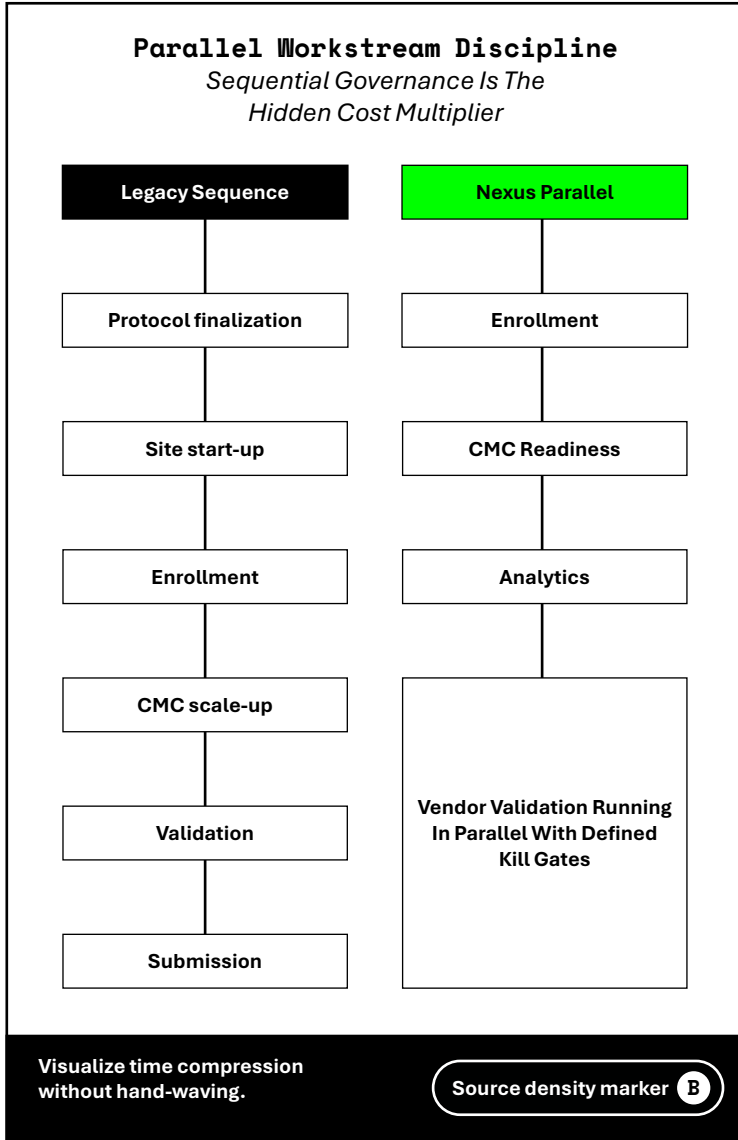 Parallel Workstream Discipline
Sequential Governance Is The
Hidden Cost Multiplier
Legacy Sequence
Protocol finalization
Site start-up
Enrollment
CMC scale-up
Validation
Submission
Nexus Parallel
Enrollment
CMC Readiness
Analytics
Vendor Validation Running
In Parallel With Defined
Kill Gates
Visualize time compression
without hand-waving.
Source density marker B